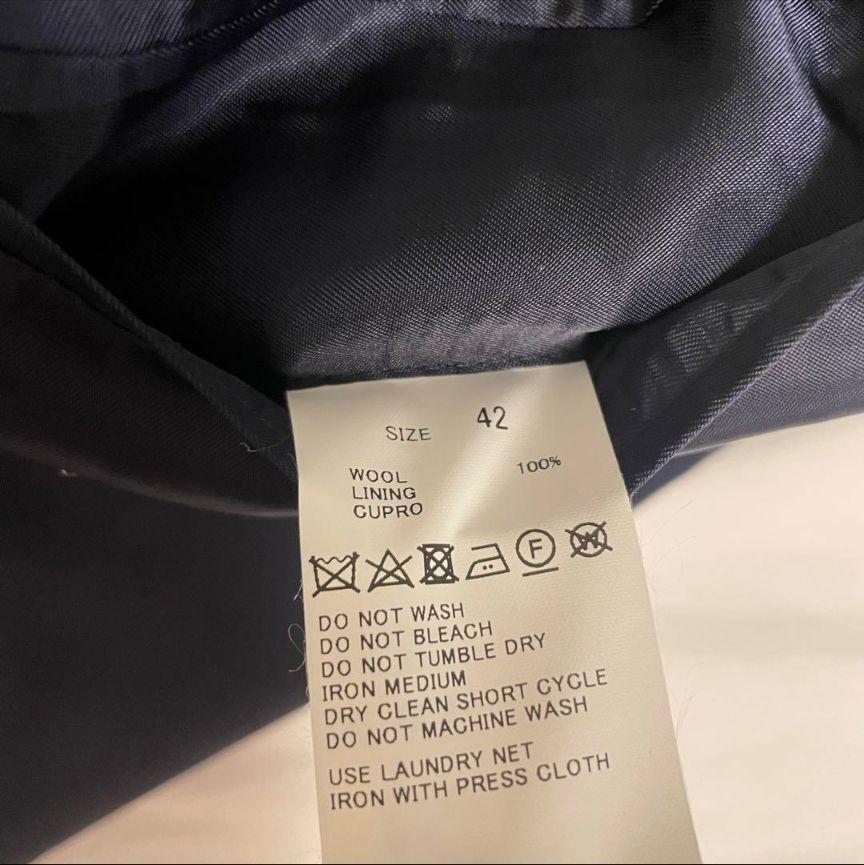 SIZE 42
WOOL 100%
LINING
CUPRO
F W
DO NOT WASH
DO NOT BLEACH
DO NOT TUMBLE DRY
IRON MEDIUM
DRY CLEAN SHORT CYCLE
DO NOT MACHINE WASH
USE LAUNDRY NET
IRON WITH PRESS CLOTH